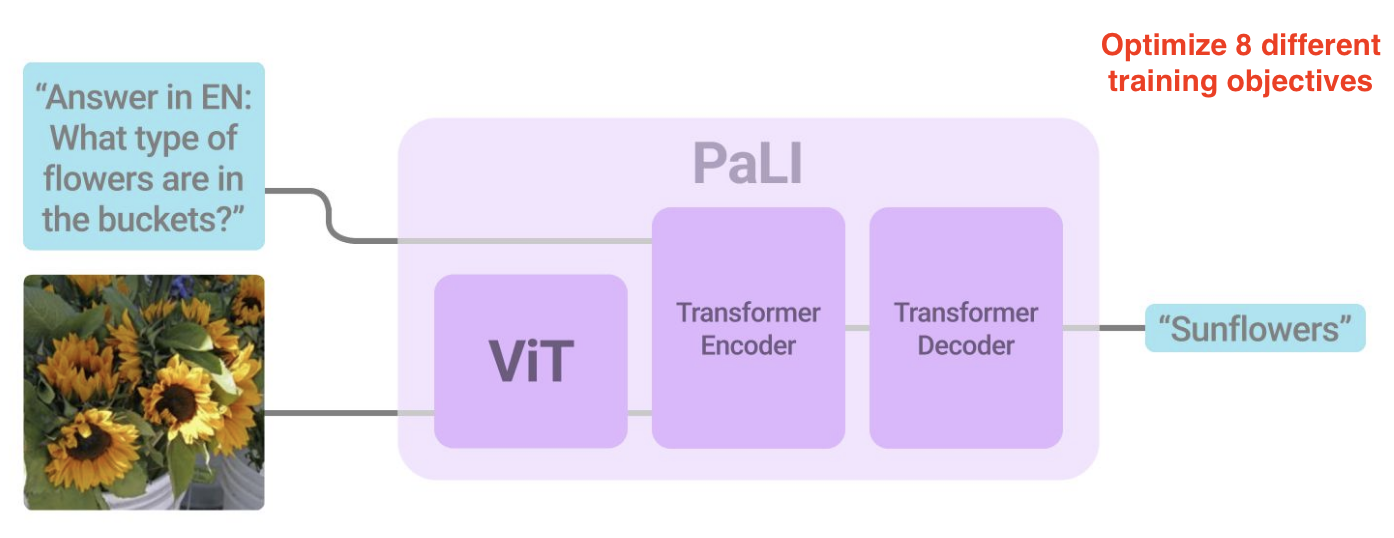 Optimize 8 different
training objectives
“Answer in EN:
What type of
flowers are in
the buckets?”
PaLI
ViT
Transformer
Encoder
Transformer
Decoder
“Sunflowers”